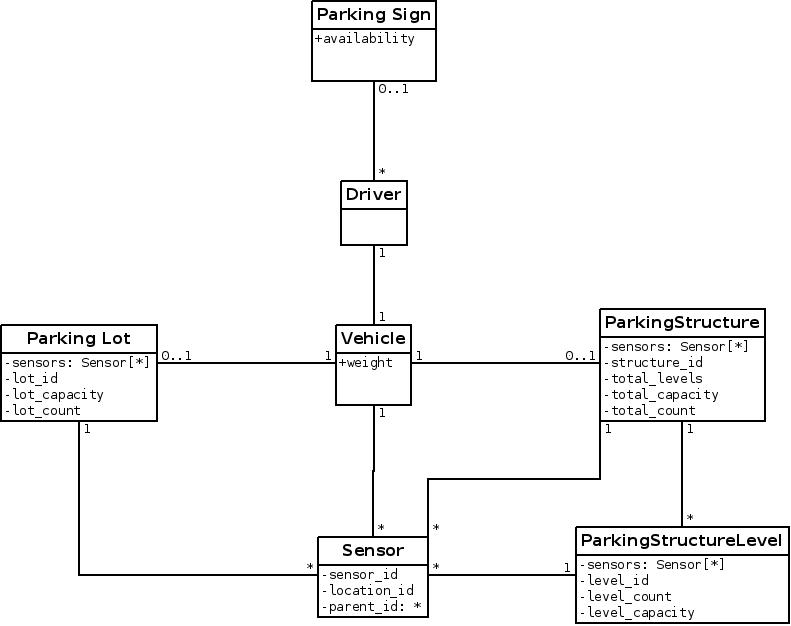 Parking Sign
+availability
0..1
*
Driver
1
1
Parking Lot
-sensors: Sensor[*]
-lot_id
-lot_capacity
-lot_count
0..1
1
Vehicle
+weight
1
0..1
ParkingStructure
-sensors: Sensor[*]
-structure_id
-total_levels
-total_capacity
-total_count
1
1
1
1
*
*
*
Sensor
-sensor_id
-location_id
-parent_id: *
*
*
1
ParkingStructureLevel
-sensors: Sensor[*]
-level_id
-level_count
-level_capacity